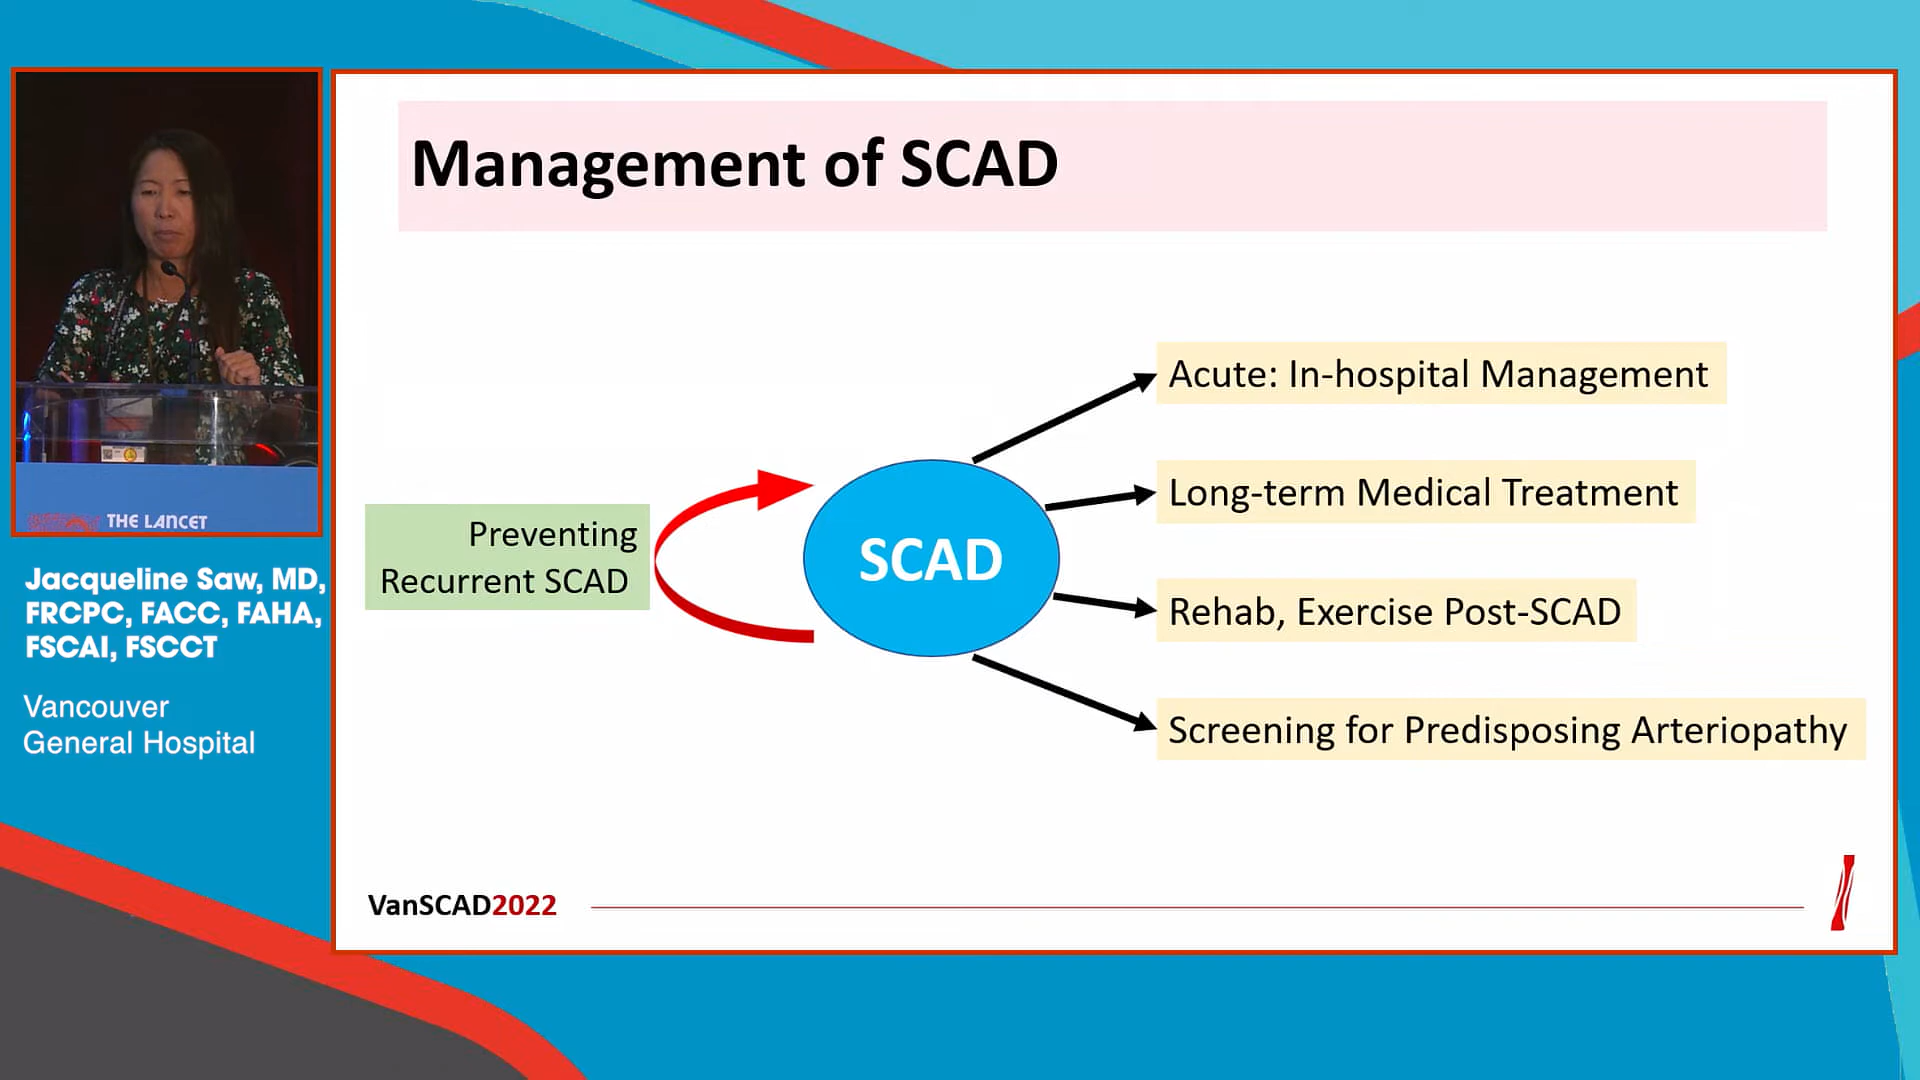 Management of SCAD
Acute: In-hospital Management
Long-term Medical Treatment
Preventing
Recurrent SCAD
SCAD
Rehab, Exercise Post-SCAD
Screening for Predisposing Arteriopathy
VanSCAD2022
THE LANCET
Jacqueline Saw, MD,
FRCPC, FACC, FAHA,
FSCAI, FSCCT
Vancouver
General Hospital